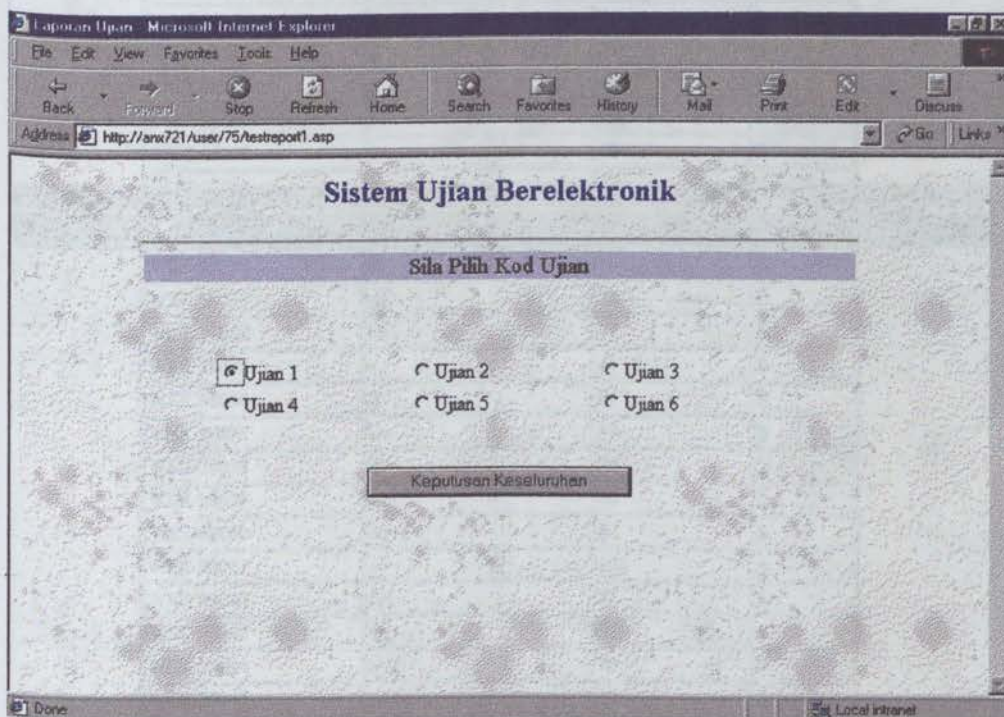 Laporan Ujian - Microsoft Internet Explorer
File Edit View Favorites Tools Help
Back Forward Stop Refresh Home Search Favorites History Mail Print Edit Discuss
Address http://anx721/user/75/testreport1.asp Go Links »
Sistem Ujian Berelektronik
Sila Pilih Kod Ujian
Ujian 1 Ujian 2 Ujian 3
Ujian 4 Ujian 5 Ujian 6
Keputusan Keseluruhan
Done Local intranet